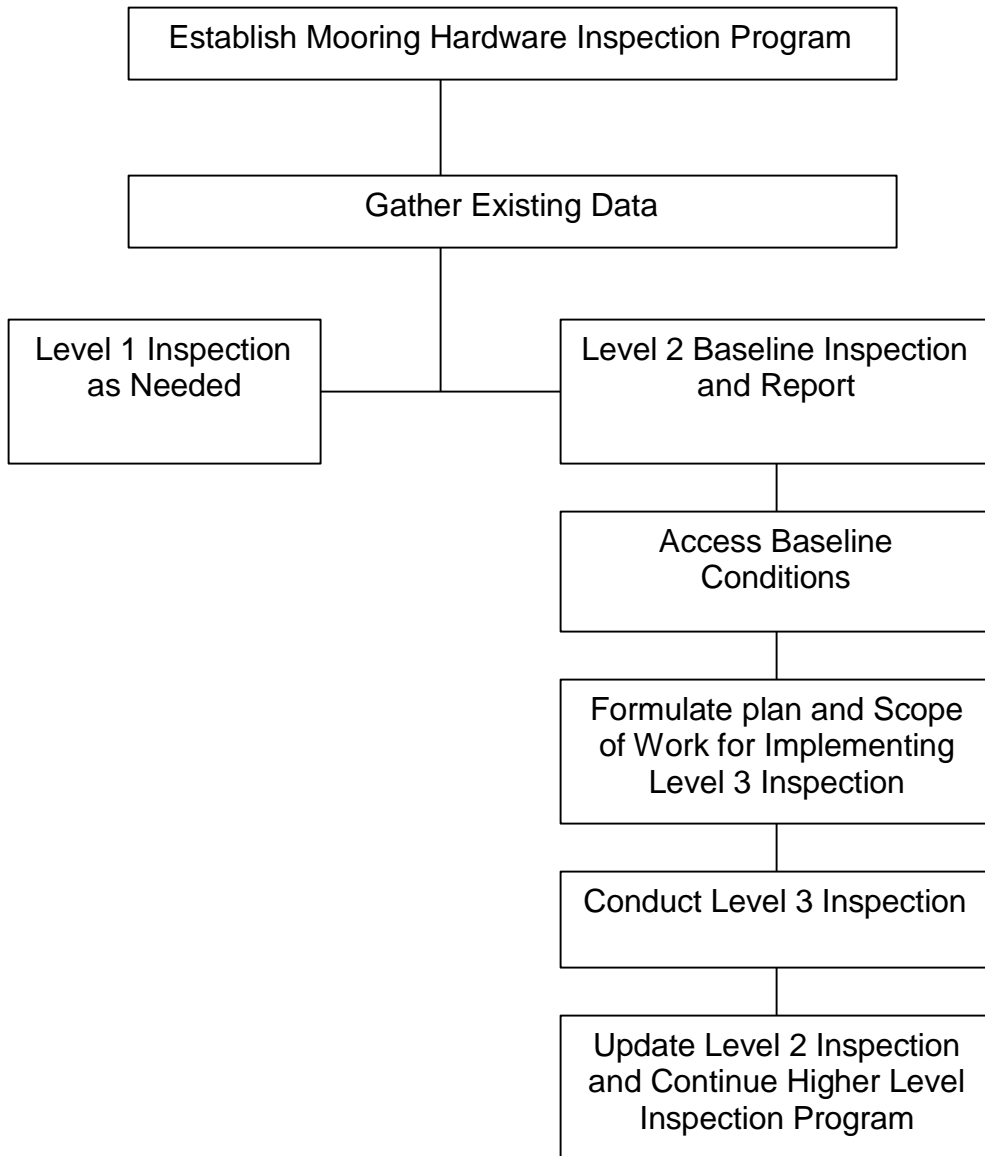 Establish Mooring Hardware Inspection Program
Gather Existing Data
Level 1 Inspection
as Needed
Level 2 Baseline Inspection
and Report
Access Baseline
Conditions
Formulate plan and Scope
of Work for Implementing
Level 3 Inspection
Conduct Level 3 Inspection
Update Level 2 Inspection
and Continue Higher Level
Inspection Program